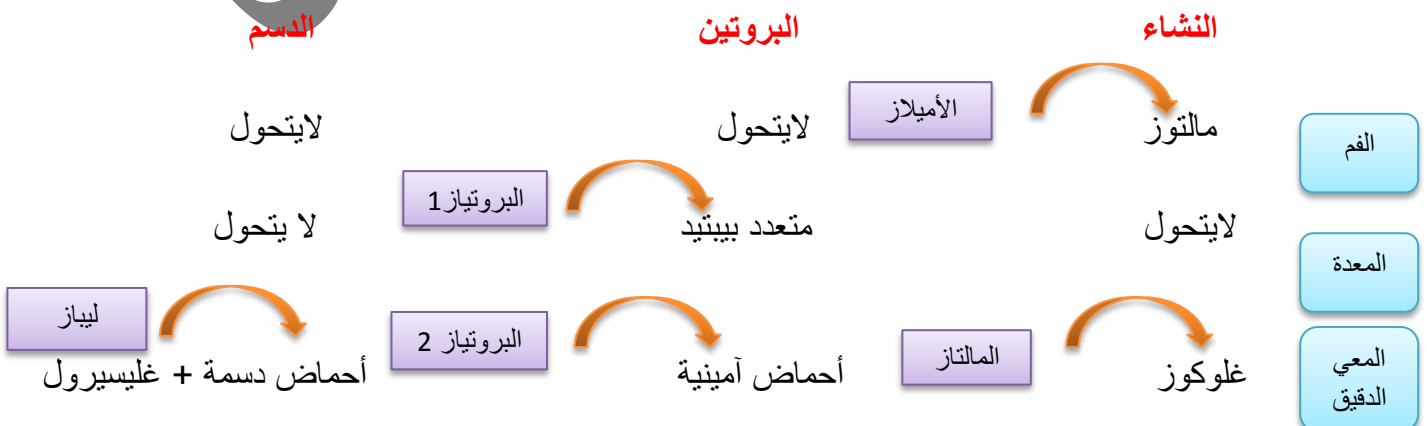 النشاء البروتين الدسم
الفم
مالتوز الأميلاز لايتحول لايتحول
المعدة
لايتحول متعدد بيبتيد البروتياز1 لا يتحول
المعي
الدقيق
غلوكوز المالتاز أحماض آمينية البروتياز 2 أحماض دسمة + غليسيرول ليباز